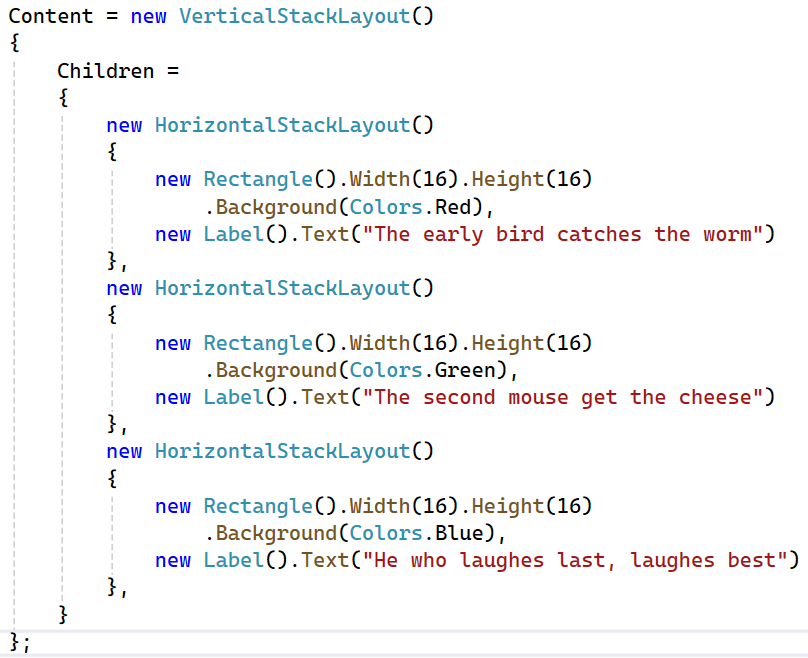 Content = new VerticalStackLayout()
{
    Children =
    {
        new HorizontalStackLayout()
        {
            new Rectangle().Width(16).Height(16)
                .Background(Colors.Red),
            new Label().Text("The early bird catches the worm")
        },
        new HorizontalStackLayout()
        {
            new Rectangle().Width(16).Height(16)
                .Background(Colors.Green),
            new Label().Text("The second mouse get the cheese")
        },
        new HorizontalStackLayout()
        {
            new Rectangle().Width(16).Height(16)
                .Background(Colors.Blue),
            new Label().Text("He who laughes last, laughes best")
        },
    }
};